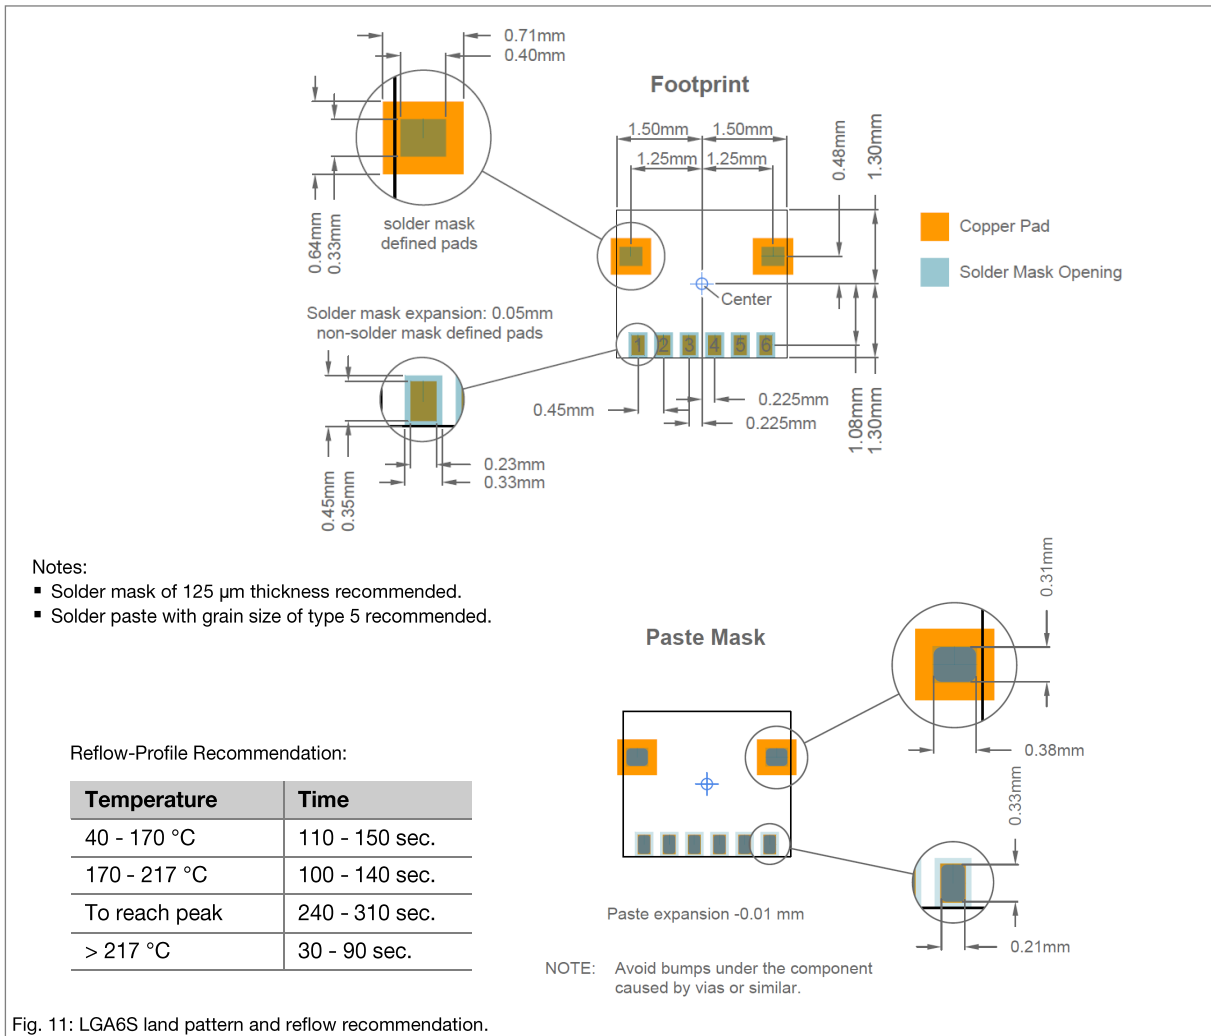 0.71mm
0.40mm
Footprint
1.50mm 1.50mm
1.25mm 1.25mm
0.48mm
1.30mm
0.64mm
0.33mm
solder mask
defined pads
Copper Pad
Solder Mask Opening
Center
Solder mask expansion: 0.05mm
non-solder mask defined pads
1 2 3 4 5 6
0.45mm
0.225mm
0.225mm
1.08mm
1.30mm
0.23mm
0.33mm
0.45mm
0.35mm
Notes:
▪ Solder mask of 125 µm thickness recommended.
▪ Solder paste with grain size of type 5 recommended.
Paste Mask
0.31mm
0.38mm
0.33mm
0.21mm
Paste expansion -0.01 mm
NOTE: Avoid bumps under the component
caused by vias or similar.
Reflow-Profile Recommendation:
Temperature Time
40 - 170 °C 110 - 150 sec.
170 - 217 °C 100 - 140 sec.
To reach peak 240 - 310 sec.
> 217 °C 30 - 90 sec.
Fig. 11: LGA6S land pattern and reflow recommendation.